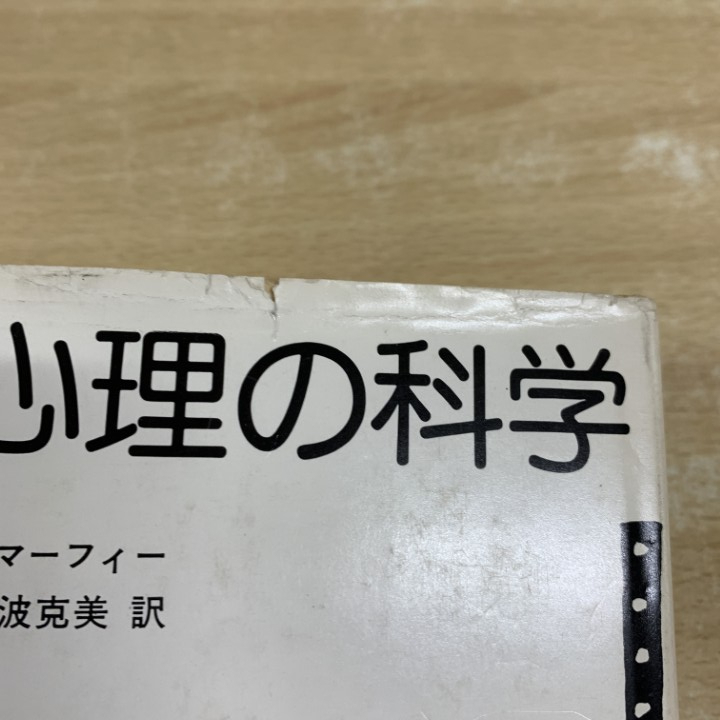 心理の科学
マーフィー
波克美 訳